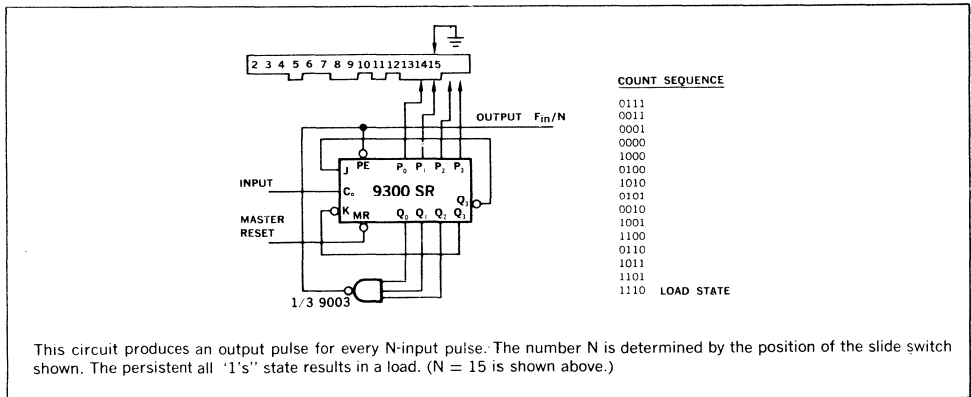 2 3 4 5 6 7 8 9 10 11 12 13 14 15
COUNT SEQUENCE
0111
0011
0001
0000
1000
0100
1010
0101
0010
1001
1100
0110
1011
1101
1110 LOAD STATE
OUTPUT Fin/N
J PE P0 P1 P2 P3
INPUT
Cp 9300 SR
Q3
K MR Q0 Q1 Q2 Q3
MASTER
RESET
1/3 9003
This circuit produces an output pulse for every N-input pulse. The number N is determined by the position of the slide switch
shown. The persistent all '1's'' state results in a load. (N = 15 is shown above.)